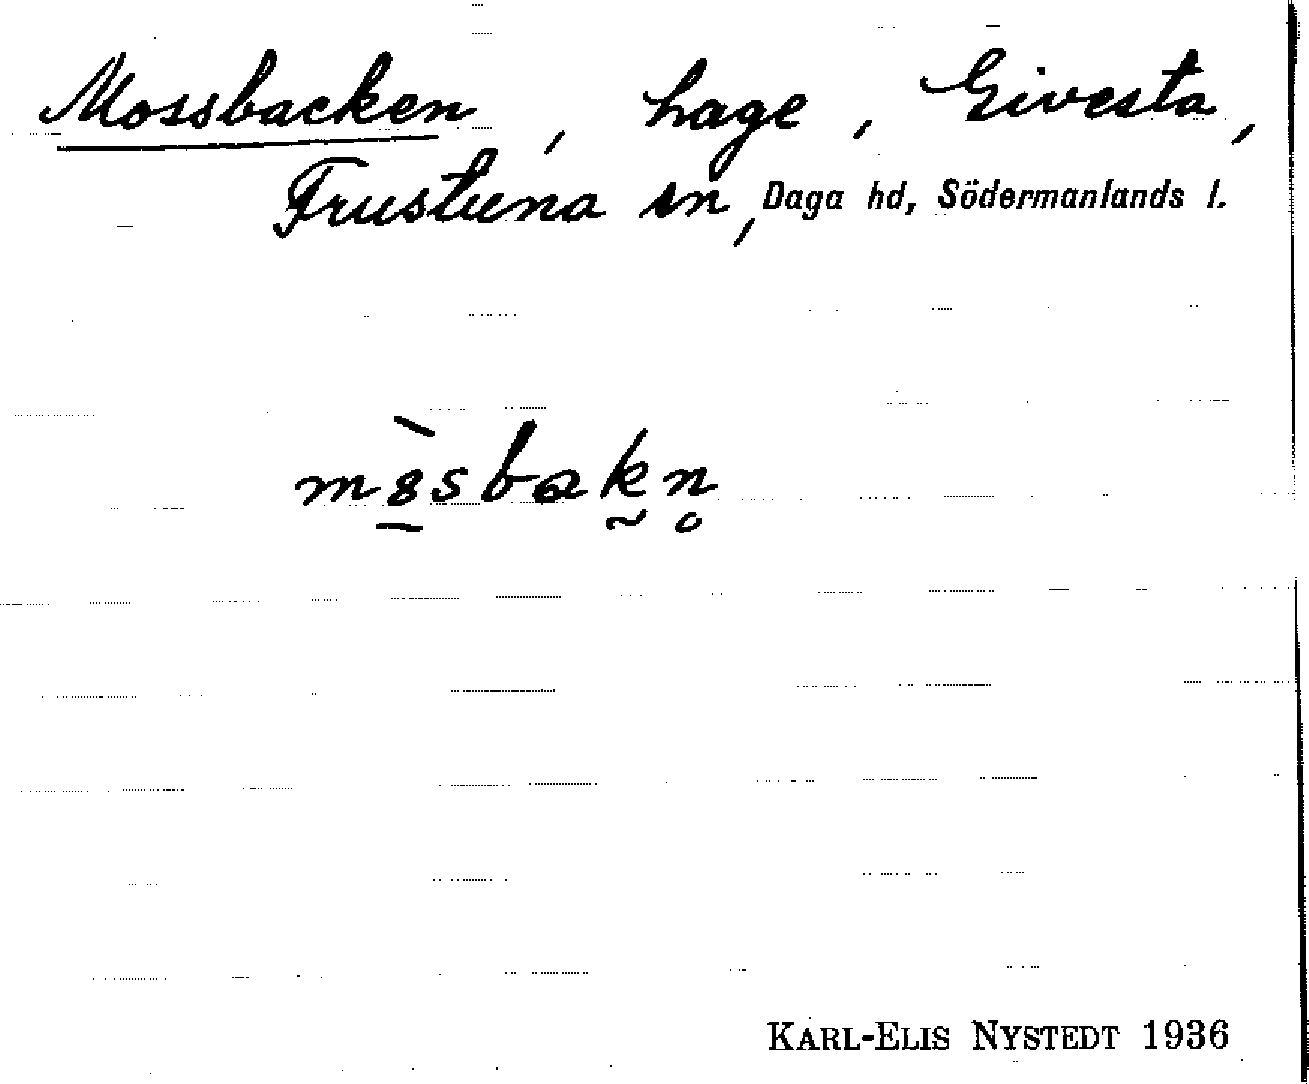 Mossbacken, hage, Givesta,
Frustuna sn, Daga hd, Södermanlands l.
KARL-ELIS NYSTEDT 1936